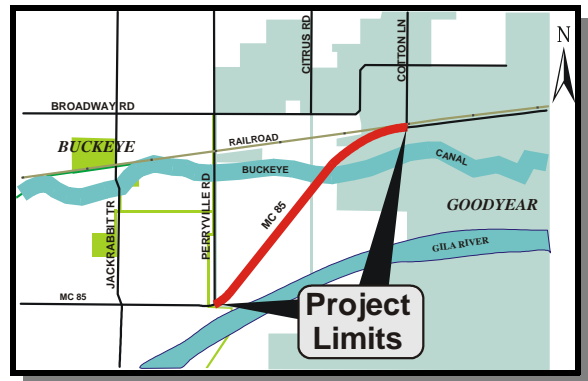 CITRUS RD
COTTON LN
N
BROADWAY RD
RAILROAD
BUCKEYE
BUCKEYE
CANAL
JACKRABBIT TR
PERRYVILLE RD
MC 85
GOODYEAR
GILA RIVER
MC 85
Project
Limits